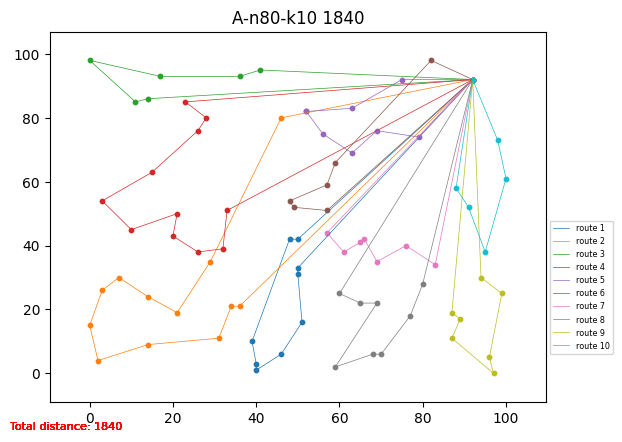 A-n80-k10 1840
100
80
60
40
20
0
0
20
40
60
80
100
route 1
route 2
route 3
route 4
route 5
route 6
route 7
route 8
route 9
route 10
Total distance: 1840